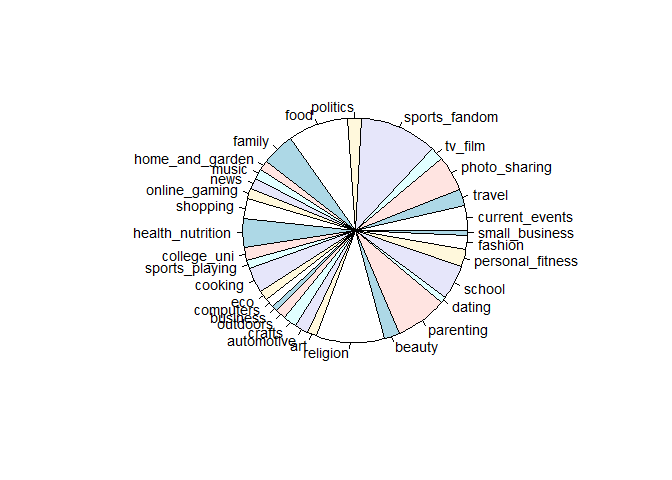 politics
sports_fandom
food
tv_film
family
photo_sharing
home_and_garden
music
news
travel
online_gaming
shopping
current_events
health_nutrition
small_business
fashion
college_uni
personal_fitness
sports_playing
cooking
school
eco
dating
computers
business
outdoors
parenting
crafts
automotive
art
beauty
religion